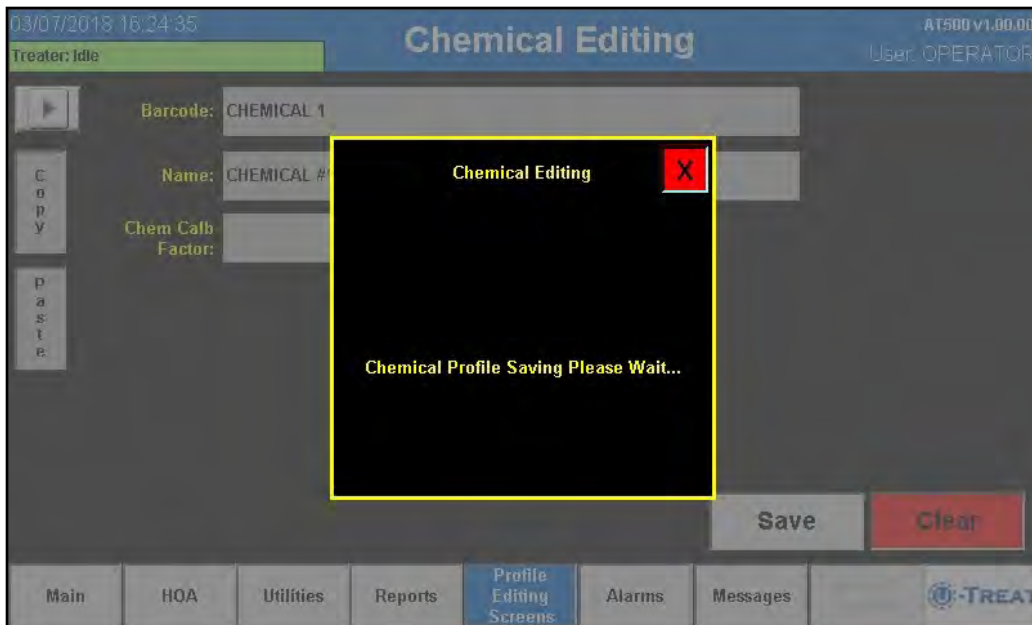 03/07/2018 16:24:35
Chemical Editing
AT500 v1.00.00
Treater: Idle
User: OPERATOR
Barcode: CHEMICAL 1
Chemical Editing
X
Copy
Name: CHEMICAL #
Chem Calb
Factor:
Paste
Chemical Profile Saving Please Wait...
Save
Clear
Main
HOA
Utilities
Reports
Profile
Editing
Screens
Alarms
Messages
-TREAT